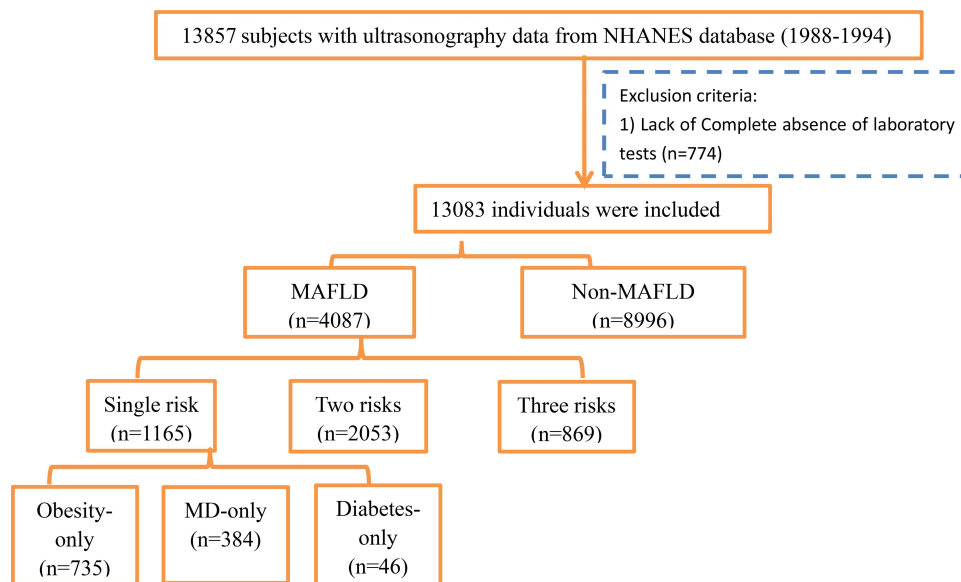 13857 subjects with ultrasonography data from NHANES database (1988-1994)
Exclusion criteria:
1) Lack of Complete absence of laboratory
tests (n=774)
13083 individuals were included
MAFLD
(n=4087)
Non-MAFLD
(n=8996)
Single risk
(n=1165)
Two risks
(n=2053)
Three risks
(n=869)
Obesity-
only
(n=735)
MD-only
(n=384)
Diabetes-
only
(n=46)